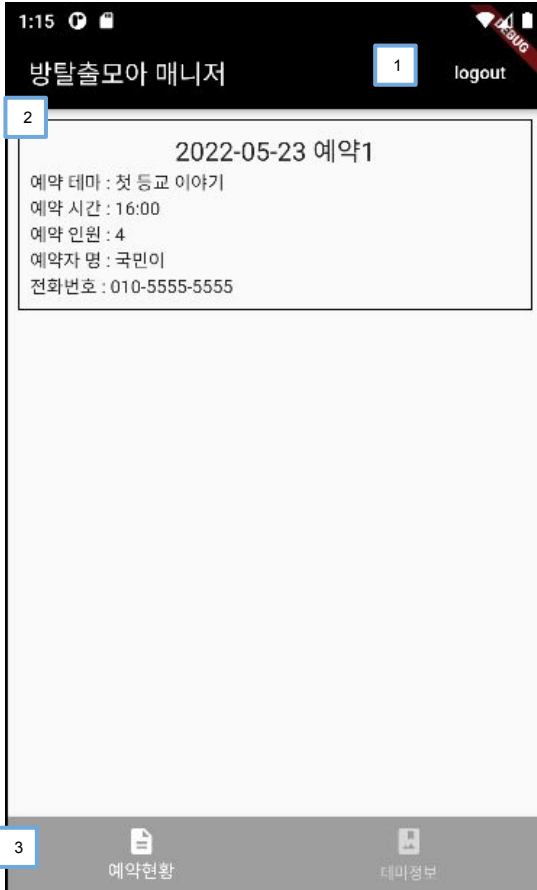 1:15
DEBUG
방탈출모아 매니저
1
logout
2
2022-05-23 예약1
예약 테마 : 첫 등교 이야기
예약 시간 : 16:00
예약 인원 : 4
예약자 명 : 국민이
전화번호 : 010-5555-5555
3
예약현황
테마정보